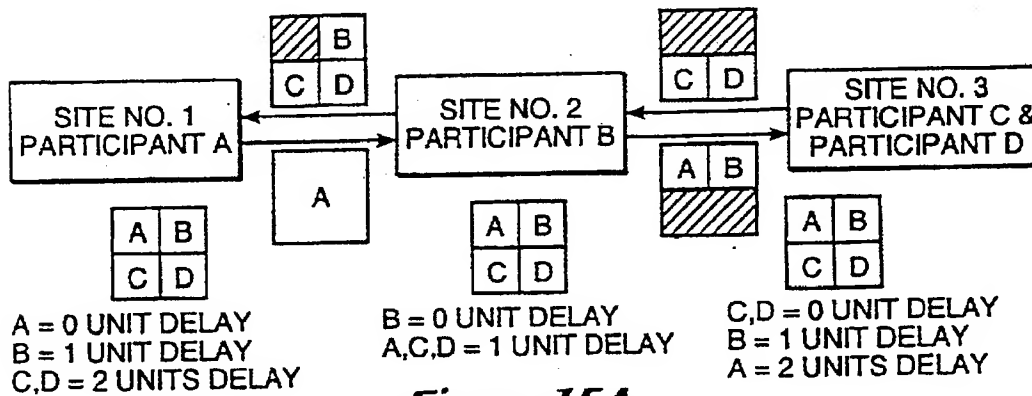 B
C D
C D
SITE NO. 1
PARTICIPANT A
SITE NO. 2
PARTICIPANT B
SITE NO. 3
PARTICIPANT C &
PARTICIPANT D
A
A B
A B
C D
A B
C D
A B
C D
A = 0 UNIT DELAY
B = 1 UNIT DELAY
C,D = 2 UNITS DELAY
B = 0 UNIT DELAY
A,C,D = 1 UNIT DELAY
C,D = 0 UNIT DELAY
B = 1 UNIT DELAY
A = 2 UNITS DELAY